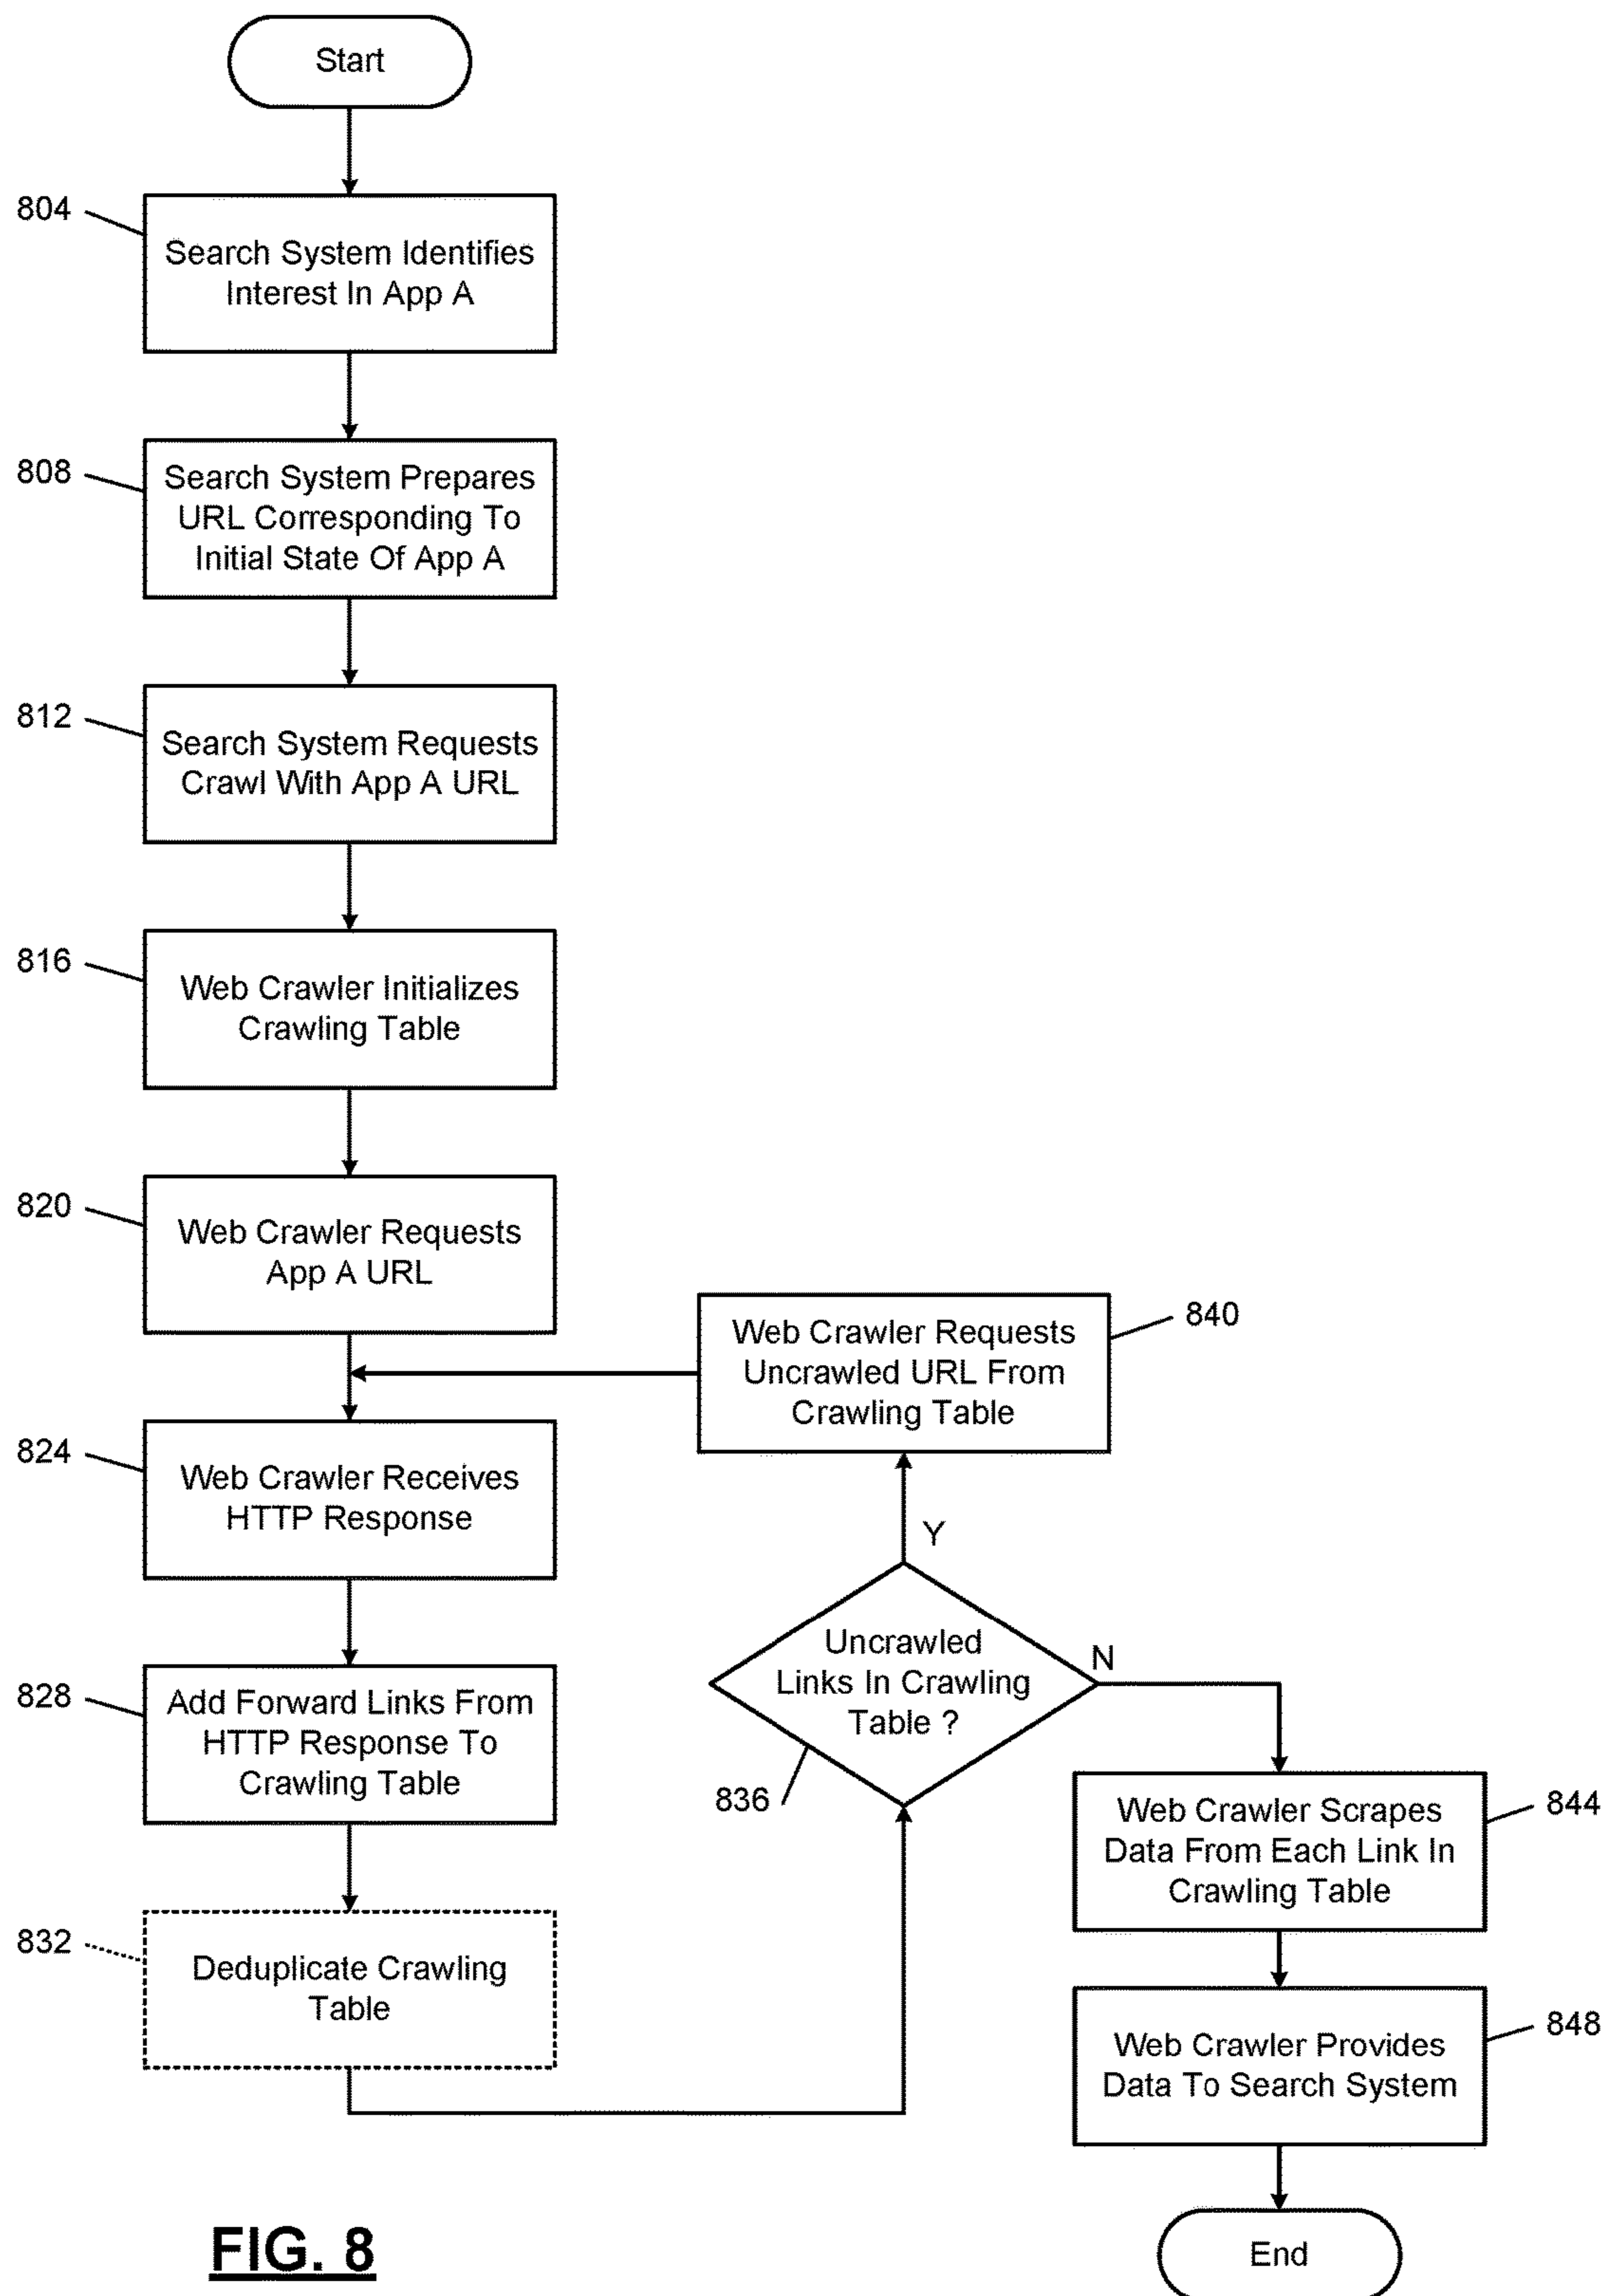 Start
804
Search System Identifies
Interest In App A
808
Search System Prepares
URL Corresponding To
Initial State Of App A
812
Search System Requests
Crawl With App A URL
816
Web Crawler Initializes
Crawling Table
820
Web Crawler Requests
App A URL
840
Web Crawler Requests
Uncrawled URL From
Crawling Table
824
Web Crawler Receives
HTTP Response
Y
828
Add Forward Links From
HTTP Response To
Crawling Table
Uncrawled
Links In Crawling
Table ?
N
836
832
Deduplicate Crawling
Table
844
Web Crawler Scrapes
Data From Each Link In
Crawling Table
848
Web Crawler Provides
Data To Search System
End
FIG. 8